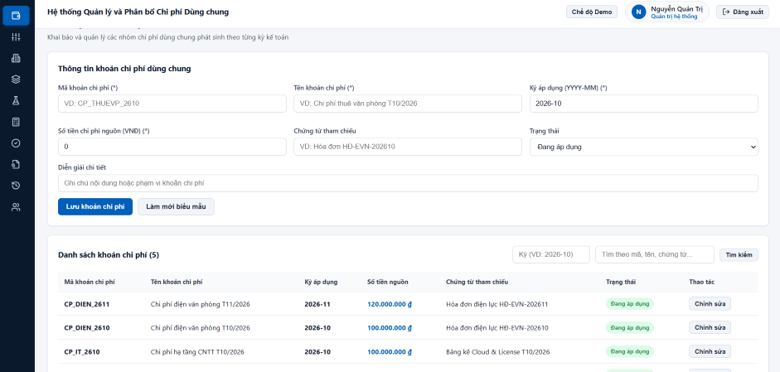 Hệ thống Quản lý và Phân bổ Chi phí Dùng chung
Chế độ Demo
N
Nguyễn Quản Trị
Quản trị hệ thống
Đăng xuất
Khai báo và quản lý các nhóm chi phí dùng chung phát sinh theo từng kỳ kế toán
Thông tin khoản chi phí dùng chung
Mã khoản chi phí (*)
Tên khoản chi phí (*)
Kỳ áp dụng (YYYY-MM) (*)
VD: CP_THUEVP_2610
VD: Chi phí thuê văn phòng T10/2026
2026-10
Số tiền chi phí nguồn (VNĐ) (*)
Chứng từ tham chiếu
Trạng thái
0
VD: Hóa đơn HĐ-EVN-202610
Đang áp dụng
Diễn giải chi tiết
Ghi chú nội dung hoặc phạm vi khoản chi phí
Lưu khoản chi phí
Làm mới biểu mẫu
Danh sách khoản chi phí (5)
Kỳ (VD: 2026-10)
Tìm theo mã, tên, chứng từ...
Tìm kiếm
Mã khoản chi phí
Tên khoản chi phí
Kỳ áp dụng
Số tiền nguồn
Chứng từ tham chiếu
Trạng thái
Thao tác
CP_DIEN_2611
Chi phí điện văn phòng T11/2026
2026-11
120.000.000 ₫
Hóa đơn điện lực HĐ-EVN-202611
Đang áp dụng
Chỉnh sửa
CP_DIEN_2610
Chi phí điện văn phòng T10/2026
2026-10
100.000.000 ₫
Hóa đơn điện lực HĐ-EVN-202610
Đang áp dụng
Chỉnh sửa
CP_IT_2610
Chi phí hạ tầng CNTT T10/2026
2026-10
100.000.000 ₫
Bảng kê Cloud & License T10/2026
Đang áp dụng
Chỉnh sửa